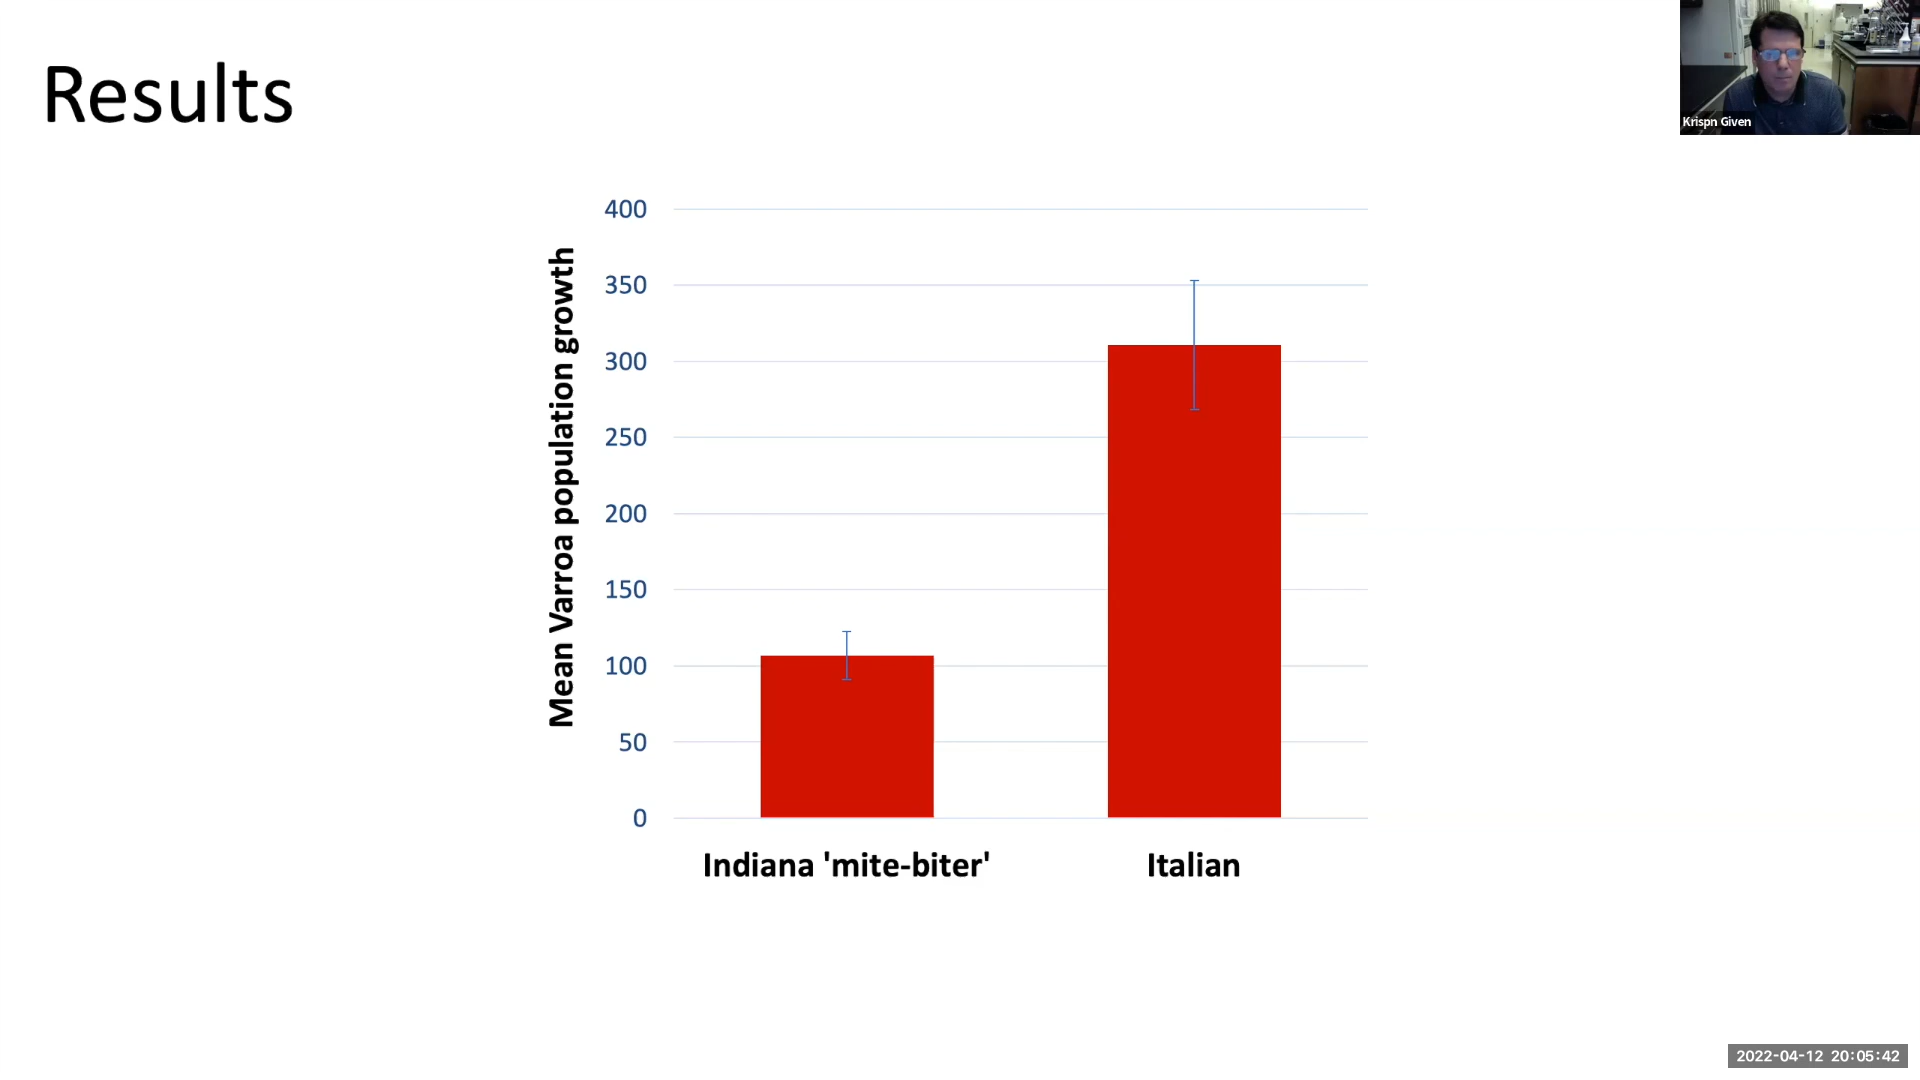 Results
Krispn Given
400
350
300
250
200
150
100
50
0
Mean Varroa population growth
Indiana 'mite-biter'
Italian
2022-04-12 20:05:42